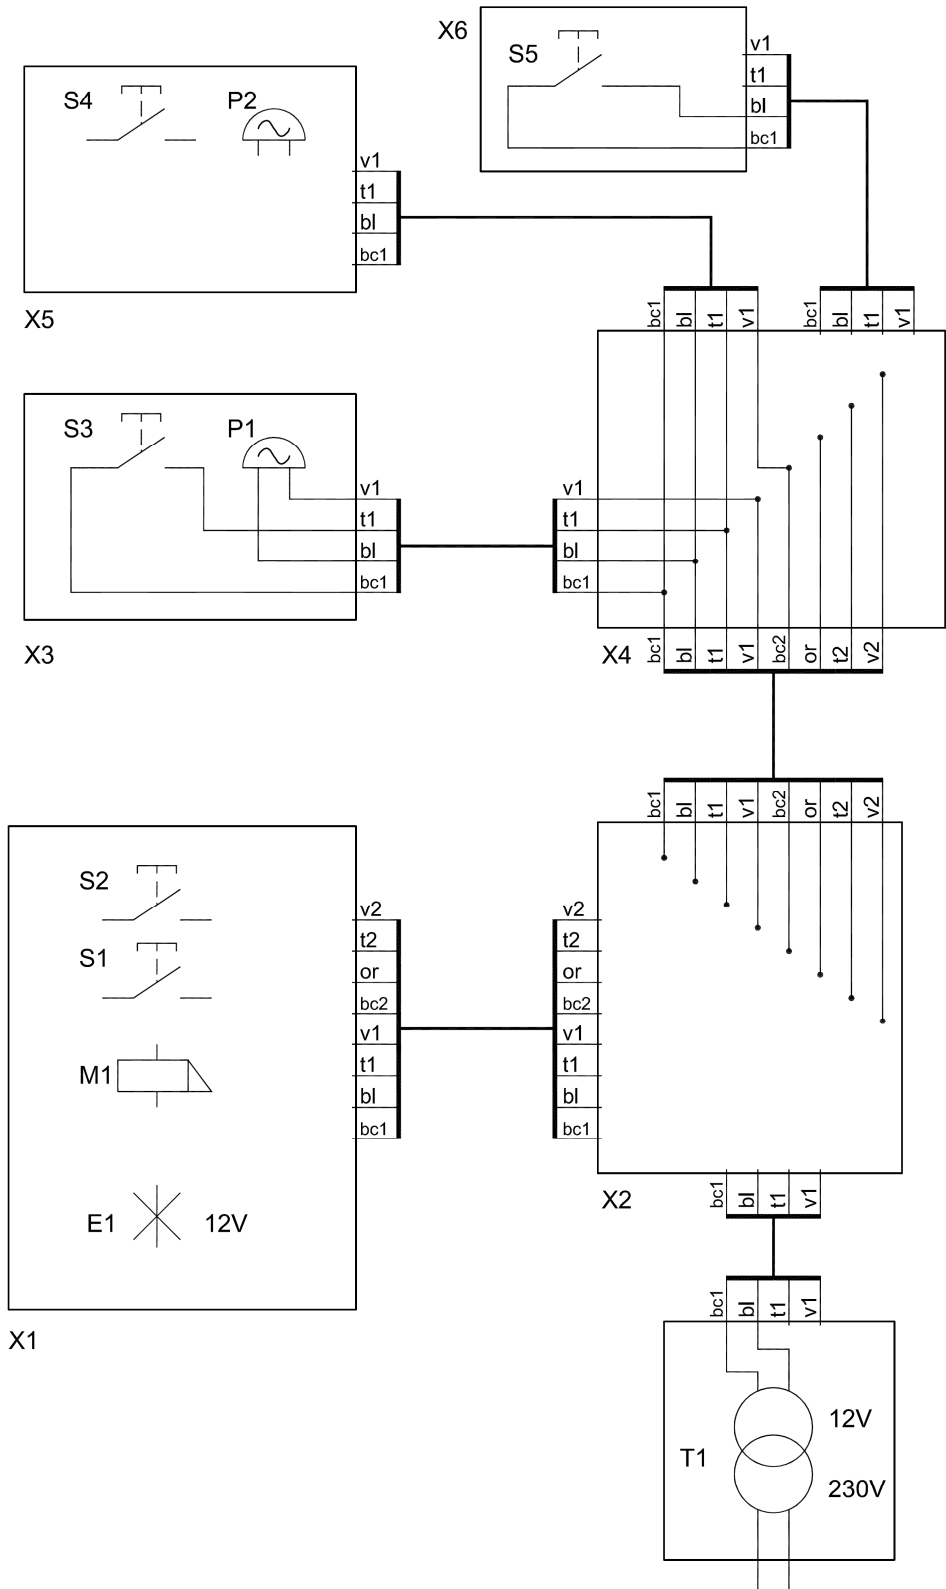 X6
S5
v1
t1
bl
bc1
S4
P2
v1
t1
bl
bc1
X5
bc1
bl
t1
v1
bc1
bl
t1
v1
S3
P1
v1
t1
bl
bc1
v1
t1
bl
bc1
X3
X4
bc1
bl
t1
v1
bc2
or
t2
v2
bc1
bl
t1
v1
bc2
or
t2
v2
S2
S1
M1
E1
12V
v2
t2
or
bc2
v1
t1
bl
bc1
v2
t2
or
bc2
v1
t1
bl
bc1
X1
X2
bc1
bl
t1
v1
bc1
bl
t1
v1
T1
12V
230V